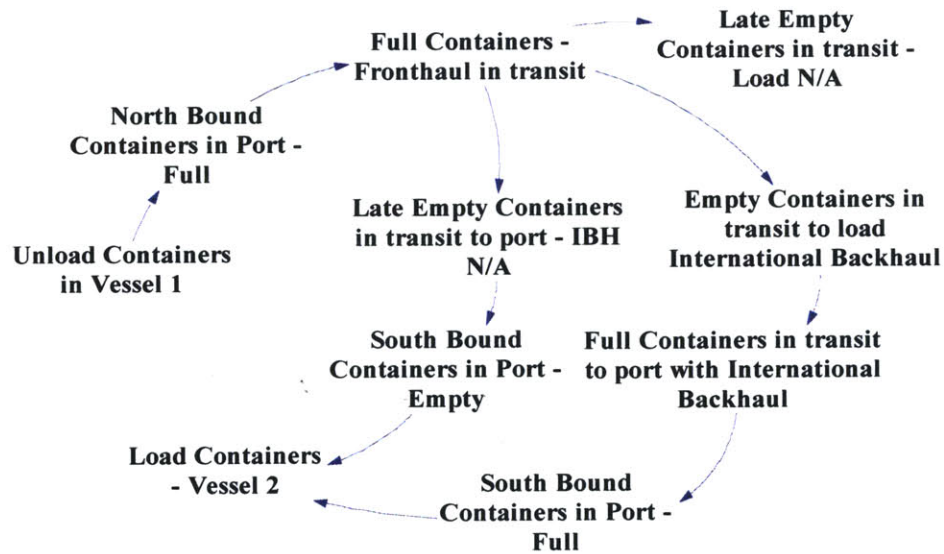 Full Containers -
Fronthaul in transit
Late Empty
Containers in transit -
Load N/A
North Bound
Containers in Port -
Full
Unload Containers
in Vessel 1
Late Empty Containers
in transit to port - IBH
N/A
Empty Containers in
transit to load
International Backhaul
South Bound
Containers in Port -
Empty
Full Containers in transit
to port with International
Backhaul
Load Containers
- Vessel 2
South Bound
Containers in Port -
Full